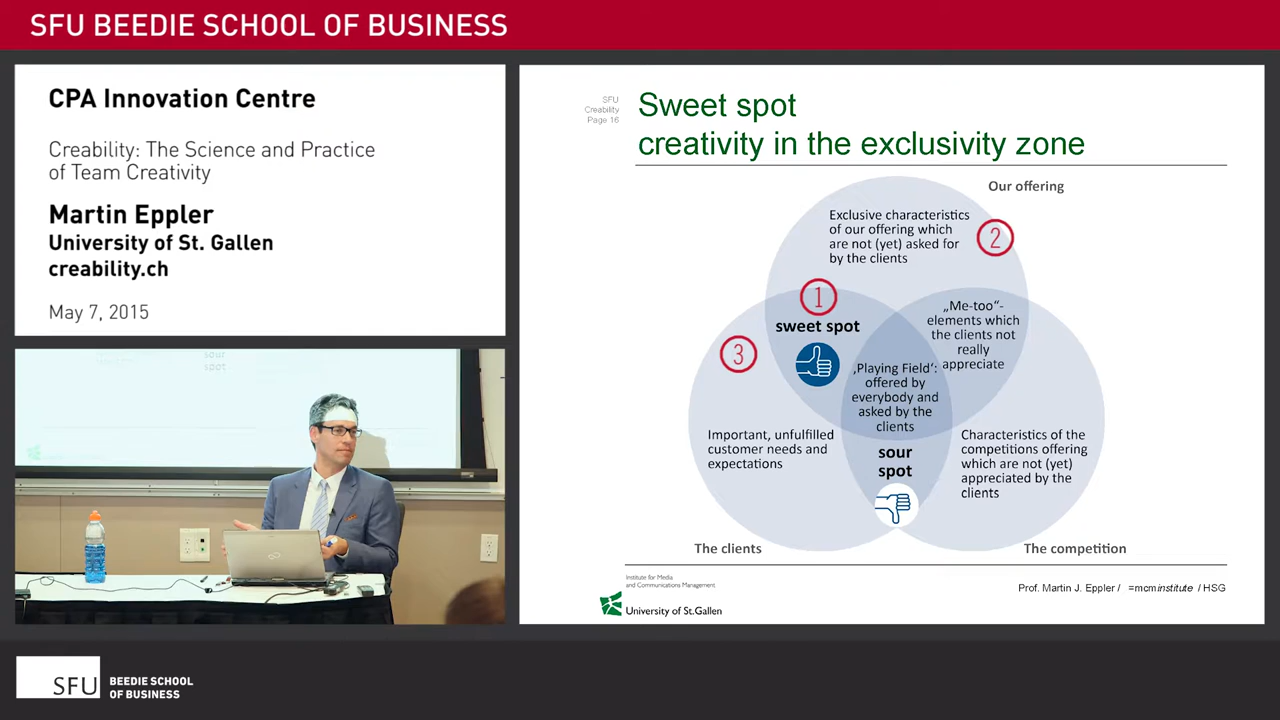 SFU BEEDIE SCHOOL OF BUSINESS
CPA Innovation Centre
Creability: The Science and Practice
of Team Creativity
Martin Eppler
University of St. Gallen
creability.ch
May 7, 2015
sour
spot
SFU
Creability
Page 16
Sweet spot
creativity in the exclusivity zone
Our offering
Exclusive characteristics
of our offering which
are not (yet) asked for
by the clients
2
1
sweet spot
3
„Me-too“-
elements which
the clients not
really
appreciate
‚Playing Field‘:
offered by
everybody and
asked by the
clients
Important, unfulfilled
customer needs and
expectations
sour
spot
Characteristics of the
competitions offering
which are not (yet)
appreciated by the
clients
The clients
The competition
Institute for Media
and Communications Management
University of St.Gallen
Prof. Martin J. Eppler / =mcminstitute / HSG
SFU BEEDIE SCHOOL
OF BUSINESS